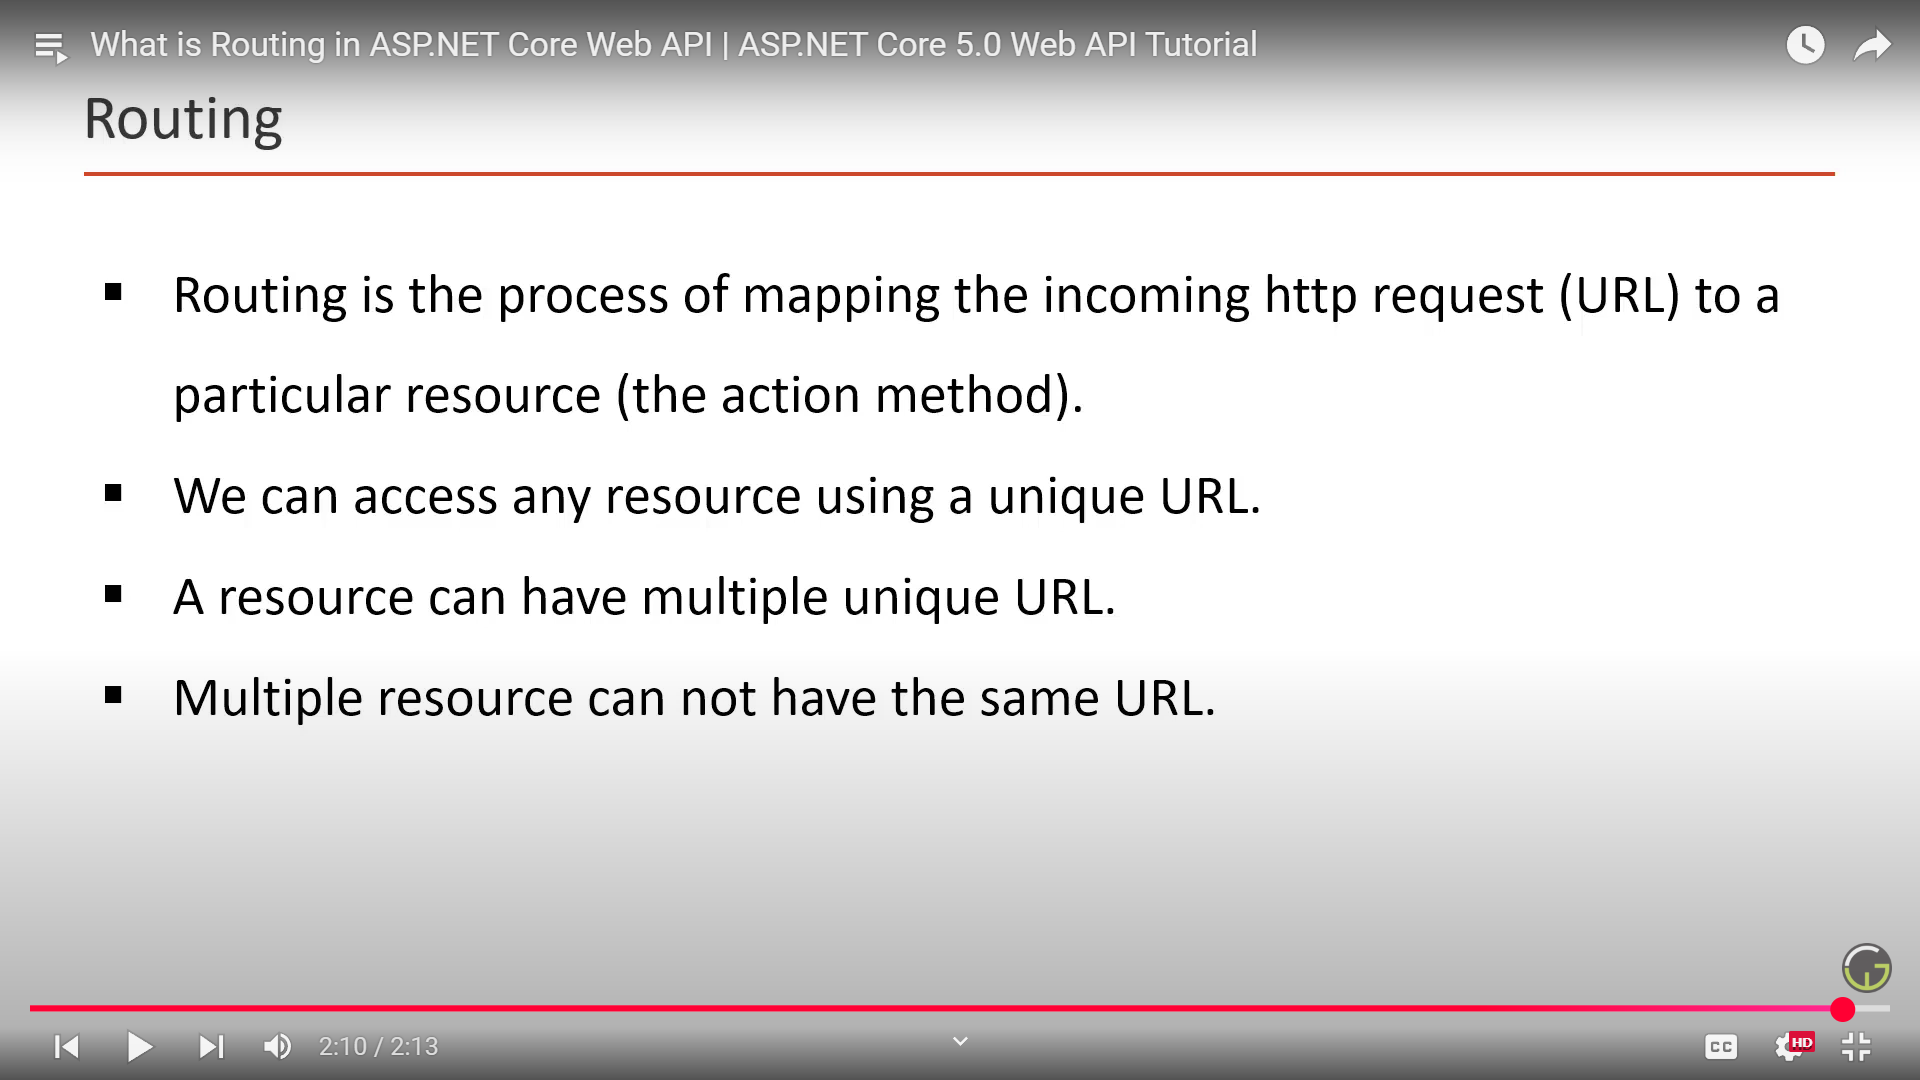 What is Routing in ASP.NET Core Web API | ASP.NET Core 5.0 Web API Tutorial
Routing
▪ Routing is the process of mapping the incoming http request (URL) to a
particular resource (the action method).
▪ We can access any resource using a unique URL.
▪ A resource can have multiple unique URL.
▪ Multiple resource can not have the same URL.
2:10 / 2:13
CC
HD